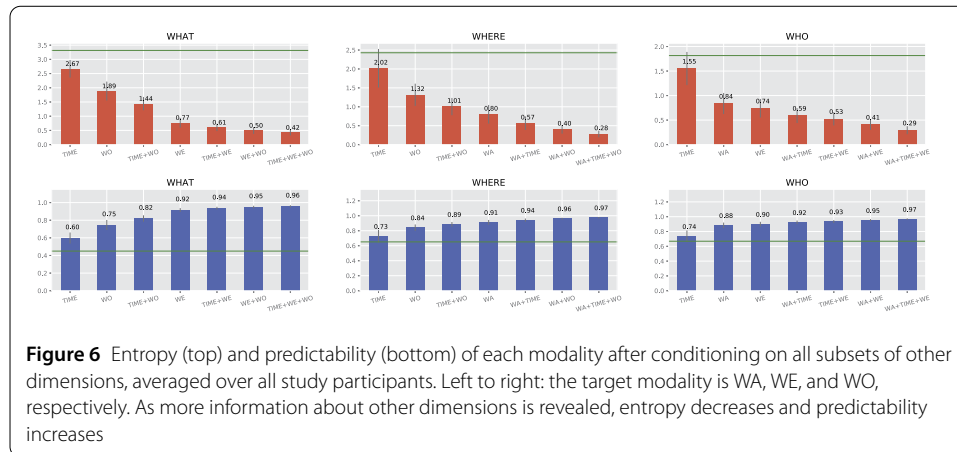 WHAT
3.5
3.0
2.5
2.0
1.5
1.0
0.5
0.0
2.67
1.89
1.44
0.77
0.61
0.50
0.42
TIME
WO
TIME+WO
WE
TIME+WE
WE+WO
TIME+WE+WO
WHERE
2.5
2.0
1.5
1.0
0.5
0.0
2.02
1.32
1.01
0.80
0.57
0.40
0.28
TIME
WO
TIME+WO
WA
WA+TIME
WA+WO
WA+TIME+WO
WHO
2.0
1.5
1.0
0.5
0.0
1.55
0.84
0.74
0.59
0.53
0.41
0.29
TIME
WA
WE
WA+TIME
TIME+WE
WA+WE
WA+TIME+WE
WHAT
1.0
0.8
0.6
0.4
0.2
0.0
0.60
0.75
0.82
0.92
0.94
0.95
0.96
TIME
WO
TIME+WO
WE
TIME+WE
WE+WO
TIME+WE+WO
WHERE
1.2
1.0
0.8
0.6
0.4
0.2
0.0
0.73
0.84
0.89
0.91
0.94
0.96
0.97
TIME
WO
TIME+WO
WA
WA+TIME
WA+WO
WA+TIME+WO
WHO
1.2
1.0
0.8
0.6
0.4
0.2
0.0
0.74
0.88
0.90
0.92
0.93
0.95
0.97
TIME
WA
WE
WA+TIME
TIME+WE
WA+WE
WA+TIME+WE
Figure 6 Entropy (top) and predictability (bottom) of each modality after conditioning on all subsets of other
dimensions, averaged over all study participants. Left to right: the target modality is WA, WE, and WO,
respectively. As more information about other dimensions is revealed, entropy decreases and predictability
increases